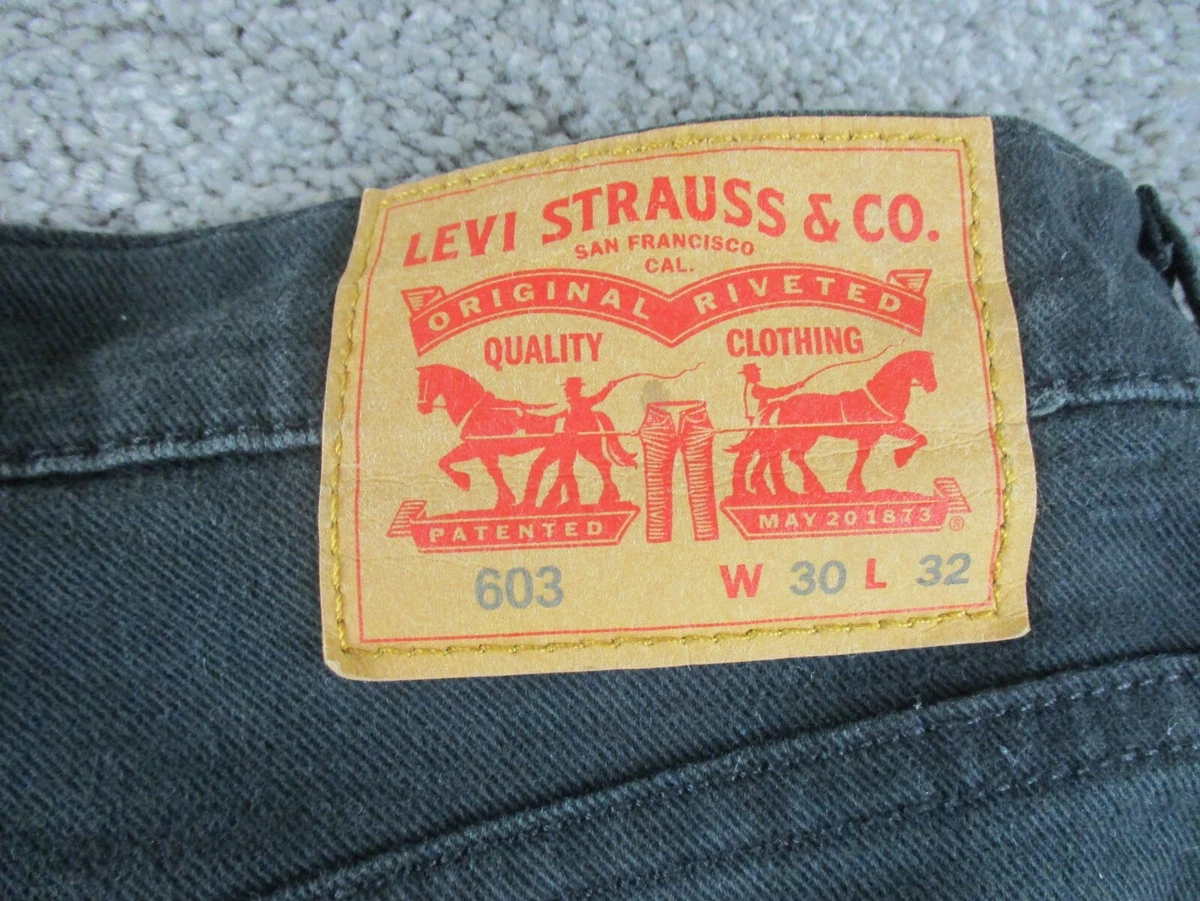 LEVI STRAUSS & CO.
SAN FRANCISCO
CAL.
ORIGINAL RIVETED
QUALITY CLOTHING
PATENTED MAY 20 1873 ®
603 W 30 L 32